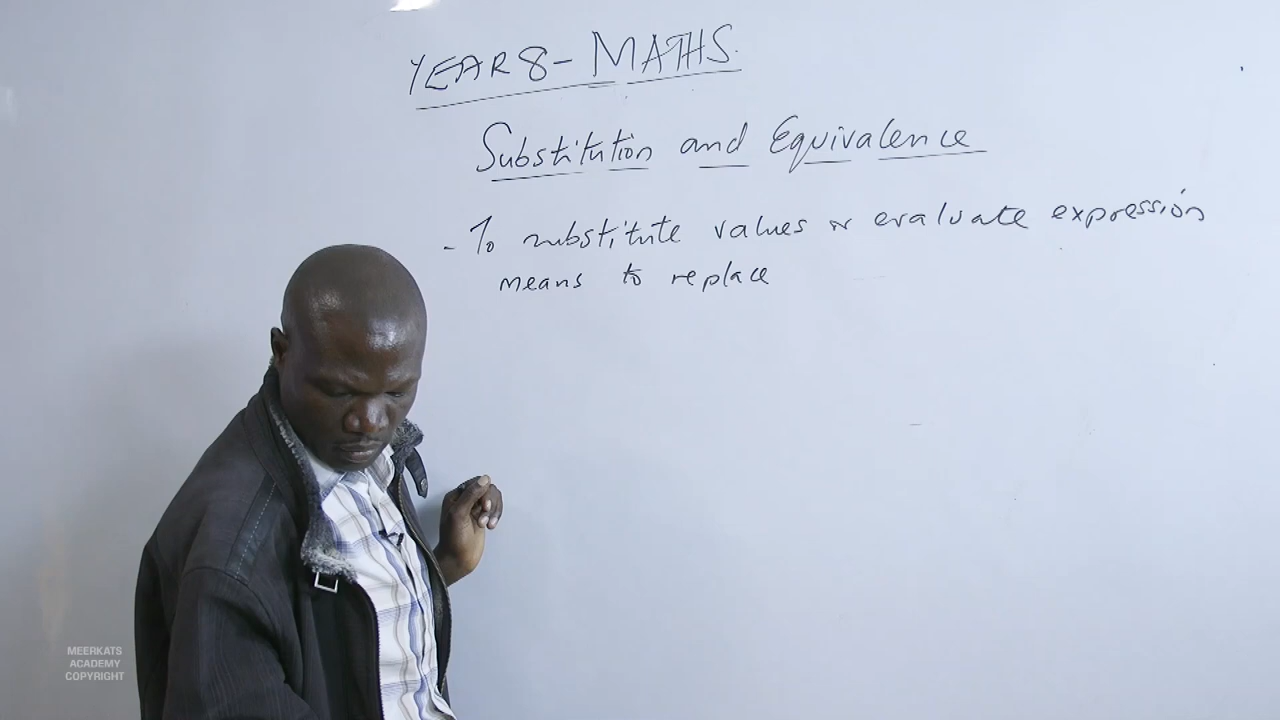 YEAR 8 - MATHS.
Substitution and Equivalence
- To substitute values or evaluate expression
means to replace
MEERKATS
ACADEMY
COPYRIGHT